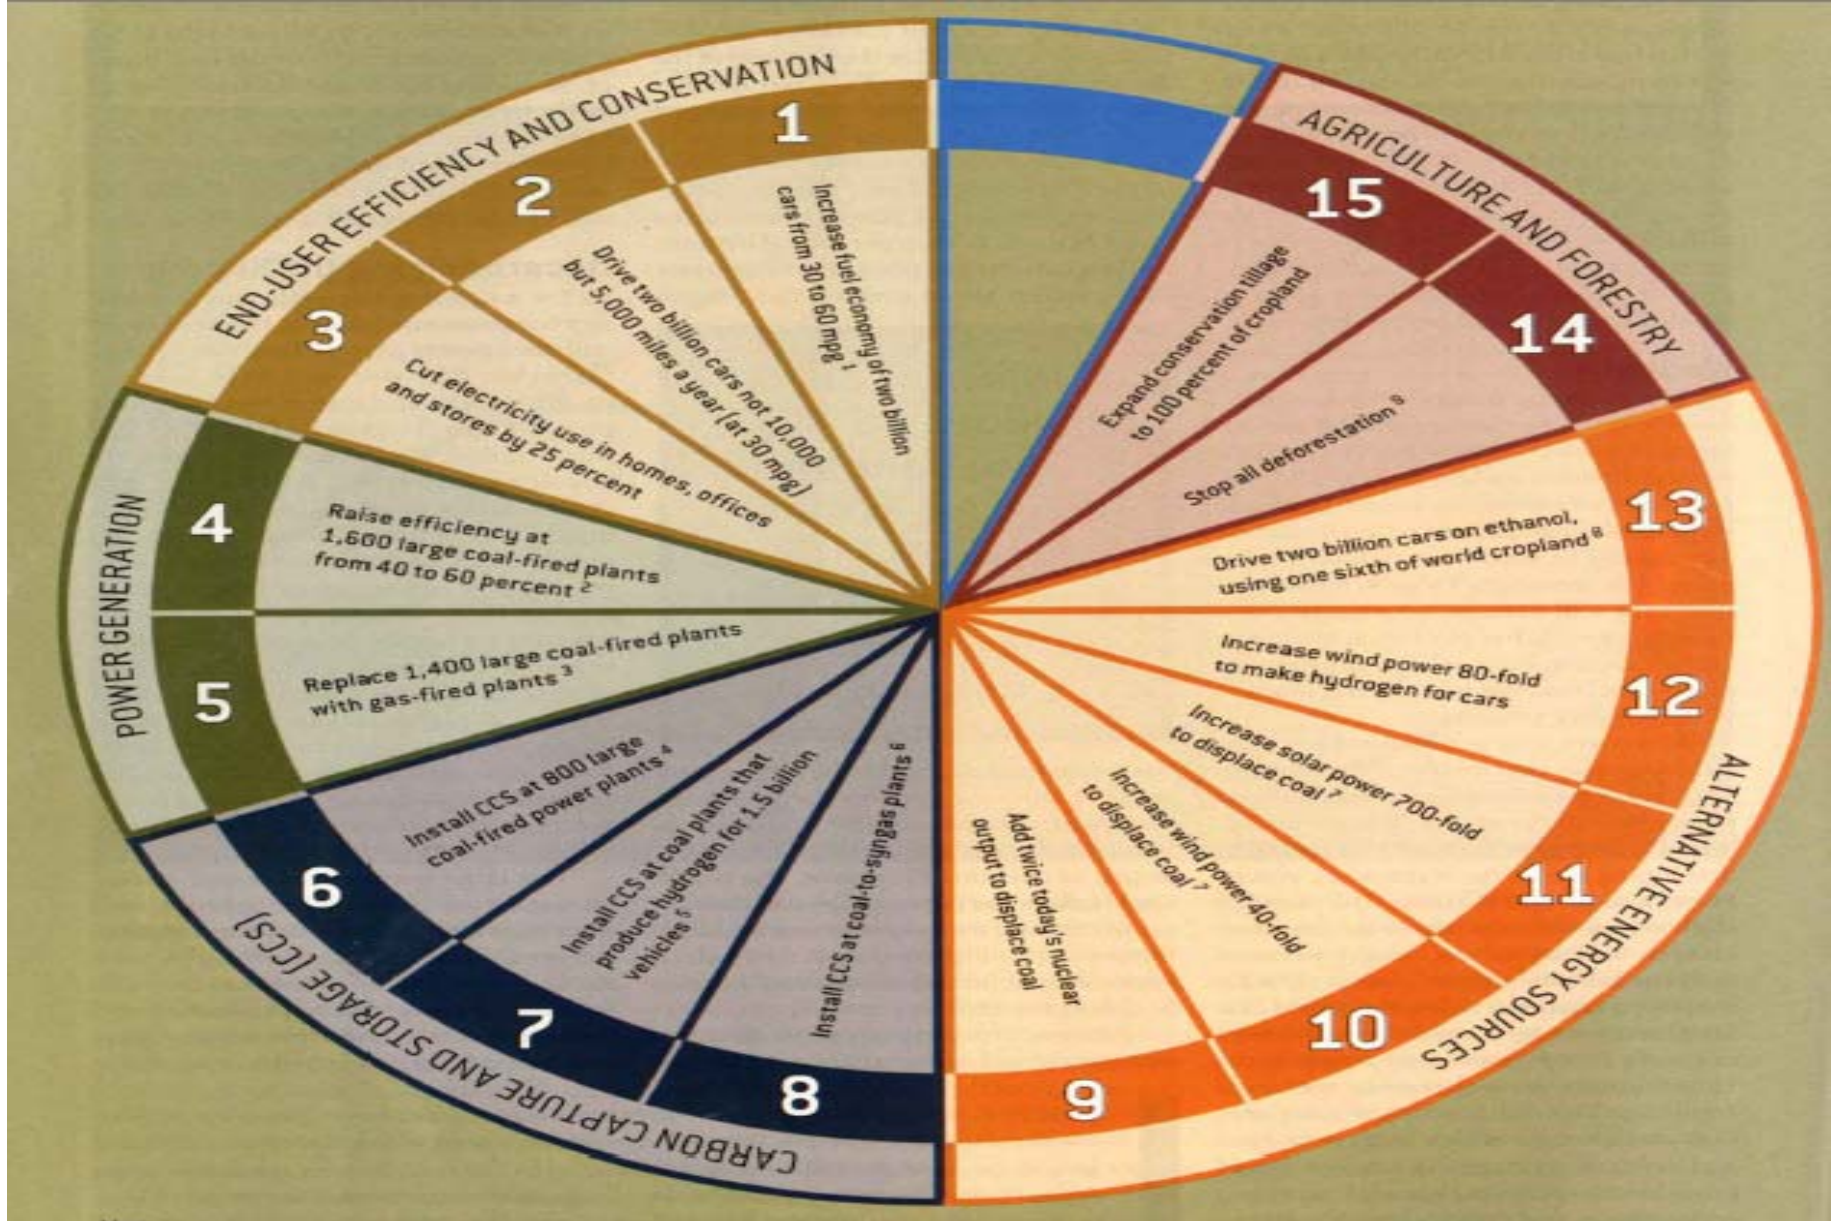 END-USER EFFICIENCY AND CONSERVATION
1
Increase fuel economy of two billion
cars from 30 to 60 mpg 1
2
Drive two billion cars not 10,000
but 5,000 miles a year (at 30 mpg)
3
Cut electricity use in homes, offices
and stores by 25 percent
POWER GENERATION
4
Raise efficiency at
1,600 large coal-fired plants
from 40 to 60 percent 2
5
Replace 1,400 large coal-fired plants
with gas-fired plants 3
CARBON CAPTURE AND STORAGE (CCS)
6
Install CCS at 800 large
coal-fired power plants 4
7
Install CCS at coal plants that
produce hydrogen for 1.5 billion
vehicles 5
8
Install CCS at coal-to-syngas plants 6
ALTERNATIVE ENERGY SOURCES
9
Add twice today's nuclear
output to displace coal
10
Increase wind power 40-fold
to displace coal 7
11
Increase solar power 700-fold
to displace coal 7
12
Increase wind power 80-fold
to make hydrogen for cars
13
Drive two billion cars on ethanol,
using one sixth of world cropland 8
AGRICULTURE AND FORESTRY
14
Stop all deforestation 9
15
Expand conservation tillage
to 100 percent of cropland